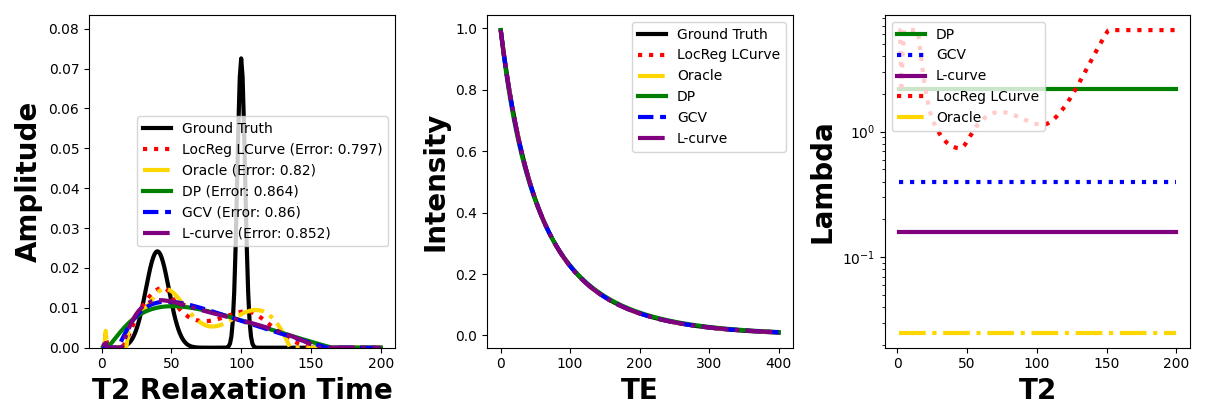 Amplitude
0.08
0.07
0.06
0.05
0.04
0.03
0.02
0.01
0.00
Ground Truth
LocReg LCurve (Error: 0.797)
Oracle (Error: 0.82)
DP (Error: 0.864)
GCV (Error: 0.86)
L-curve (Error: 0.852)
0 50 100 150 200
T2 Relaxation Time
Intensity
1.0
0.8
0.6
0.4
0.2
0.0
Ground Truth
LocReg LCurve
Oracle
DP
GCV
L-curve
0 100 200 300 400
TE
Lambda
10⁰
10⁻¹
DP
GCV
L-curve
LocReg LCurve
Oracle
0 50 100 150 200
T2